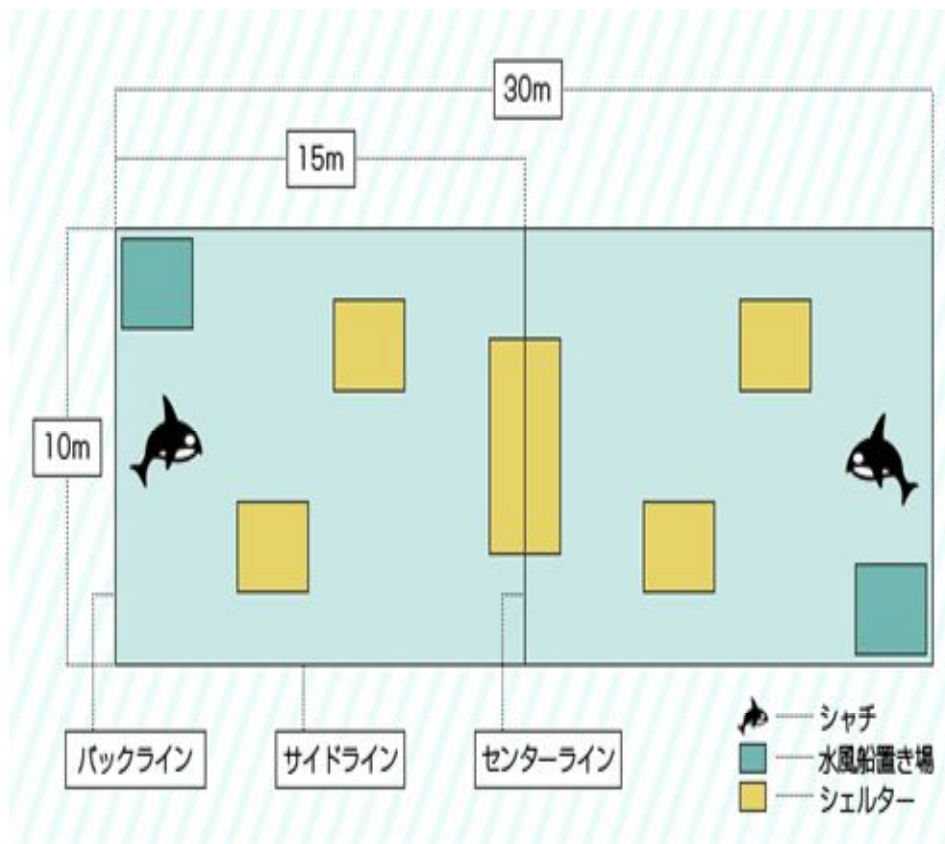 30m
15m
10m
バックライン
サイドライン
センターライン
シャチ
水風船置き場
シェルター